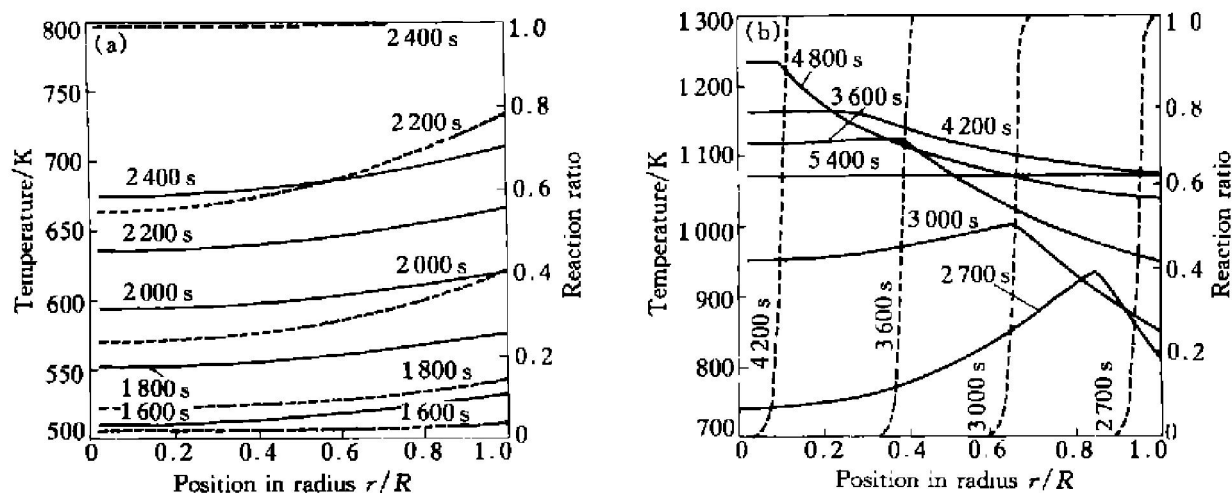 (a)
800
750
700
650
600
550
500
Temperature/K
2 400 s
2 200 s
2 400 s
2 200 s
2 000 s
1 800 s
1 800 s
1 600 s
1 600 s
1.0
0.8
0.6
0.4
0.2
0
Reaction ratio
0 0.2 0.4 0.6 0.8 1.0
Position in radius r/R
(b)
1 300
1 200
1 100
1 000
900
800
700
Temperature/K
4 800 s
3 600 s
4 200 s
5 400 s
3 000 s
2 700 s
4 200 s
3 600 s
3 000 s
2 700 s
1 0
0.8
0.6
0.4
0.2
0
Reaction ratio
0 0.2 0.4 0.6 0.8 1.0
Position in radius r/R